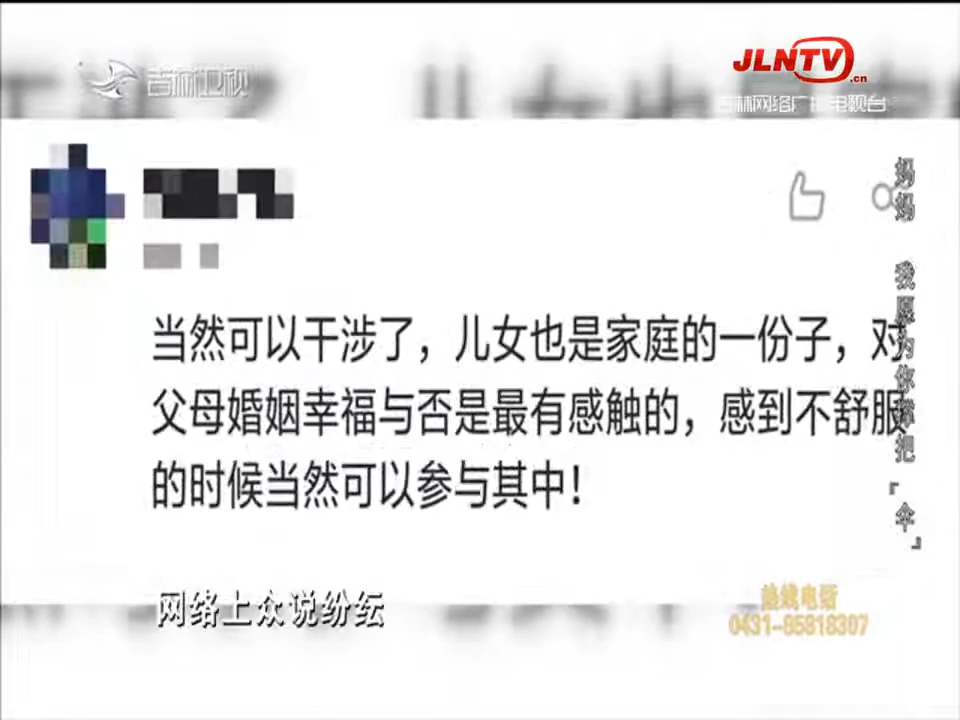 吉林卫视
JLNTV.cn
吉林网络广播电视台
当然可以干涉了，儿女也是家庭的一份子，对
父母婚姻幸福与否是最有感触的，感到不舒服
的时候当然可以参与其中！
妈妈 我愿为你撑把『伞』
网络上众说纷纭
热线电话
0431-85818307